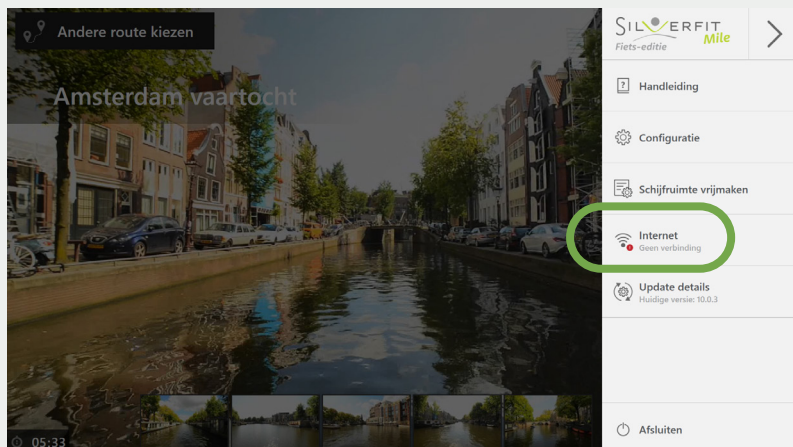 Andere route kiezen
Amsterdam vaartocht
05:33
SILVERFIT
Mile
Fiets-editie
Handleiding
Configuratie
Schijfruimte vrijmaken
Internet
Geen verbinding
Update details
Huidige versie: 10.0.3
Afsluiten